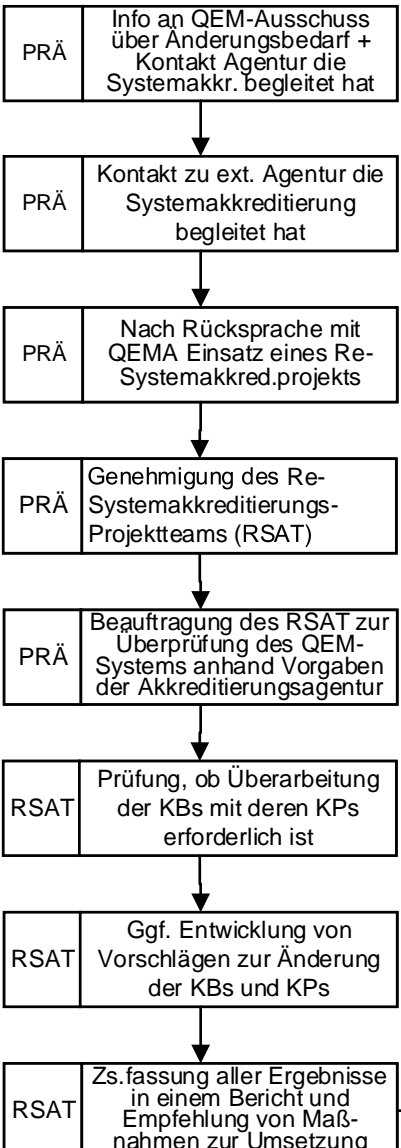 PRÄ
Info an QEM-Ausschuss
über Änderungsbedarf +
Kontakt Agentur die
Systemakkr. begleitet hat
PRÄ
Kontakt zu ext. Agentur die
Systemakkreditierung
begleitet hat
PRÄ
Nach Rücksprache mit
QEMA Einsatz eines Re-
Systemakkred.projekts
PRÄ
Genehmigung des Re-
Systemakkreditierungs-
Projektteams (RSAT)
PRÄ
Beauftragung des RSAT zur
Überprüfung des QEM-
Systems anhand Vorgaben
der Akkreditierungsagentur
RSAT
Prüfung, ob Überarbeitung
der KBs mit deren KPs
erforderlich ist
RSAT
Ggf. Entwicklung von
Vorschlägen zur Änderung
der KBs und KPs
RSAT
Zs.fassung aller Ergebnisse
in einem Bericht und
Empfehlung von Maß-
nahmen zur Umsetzung